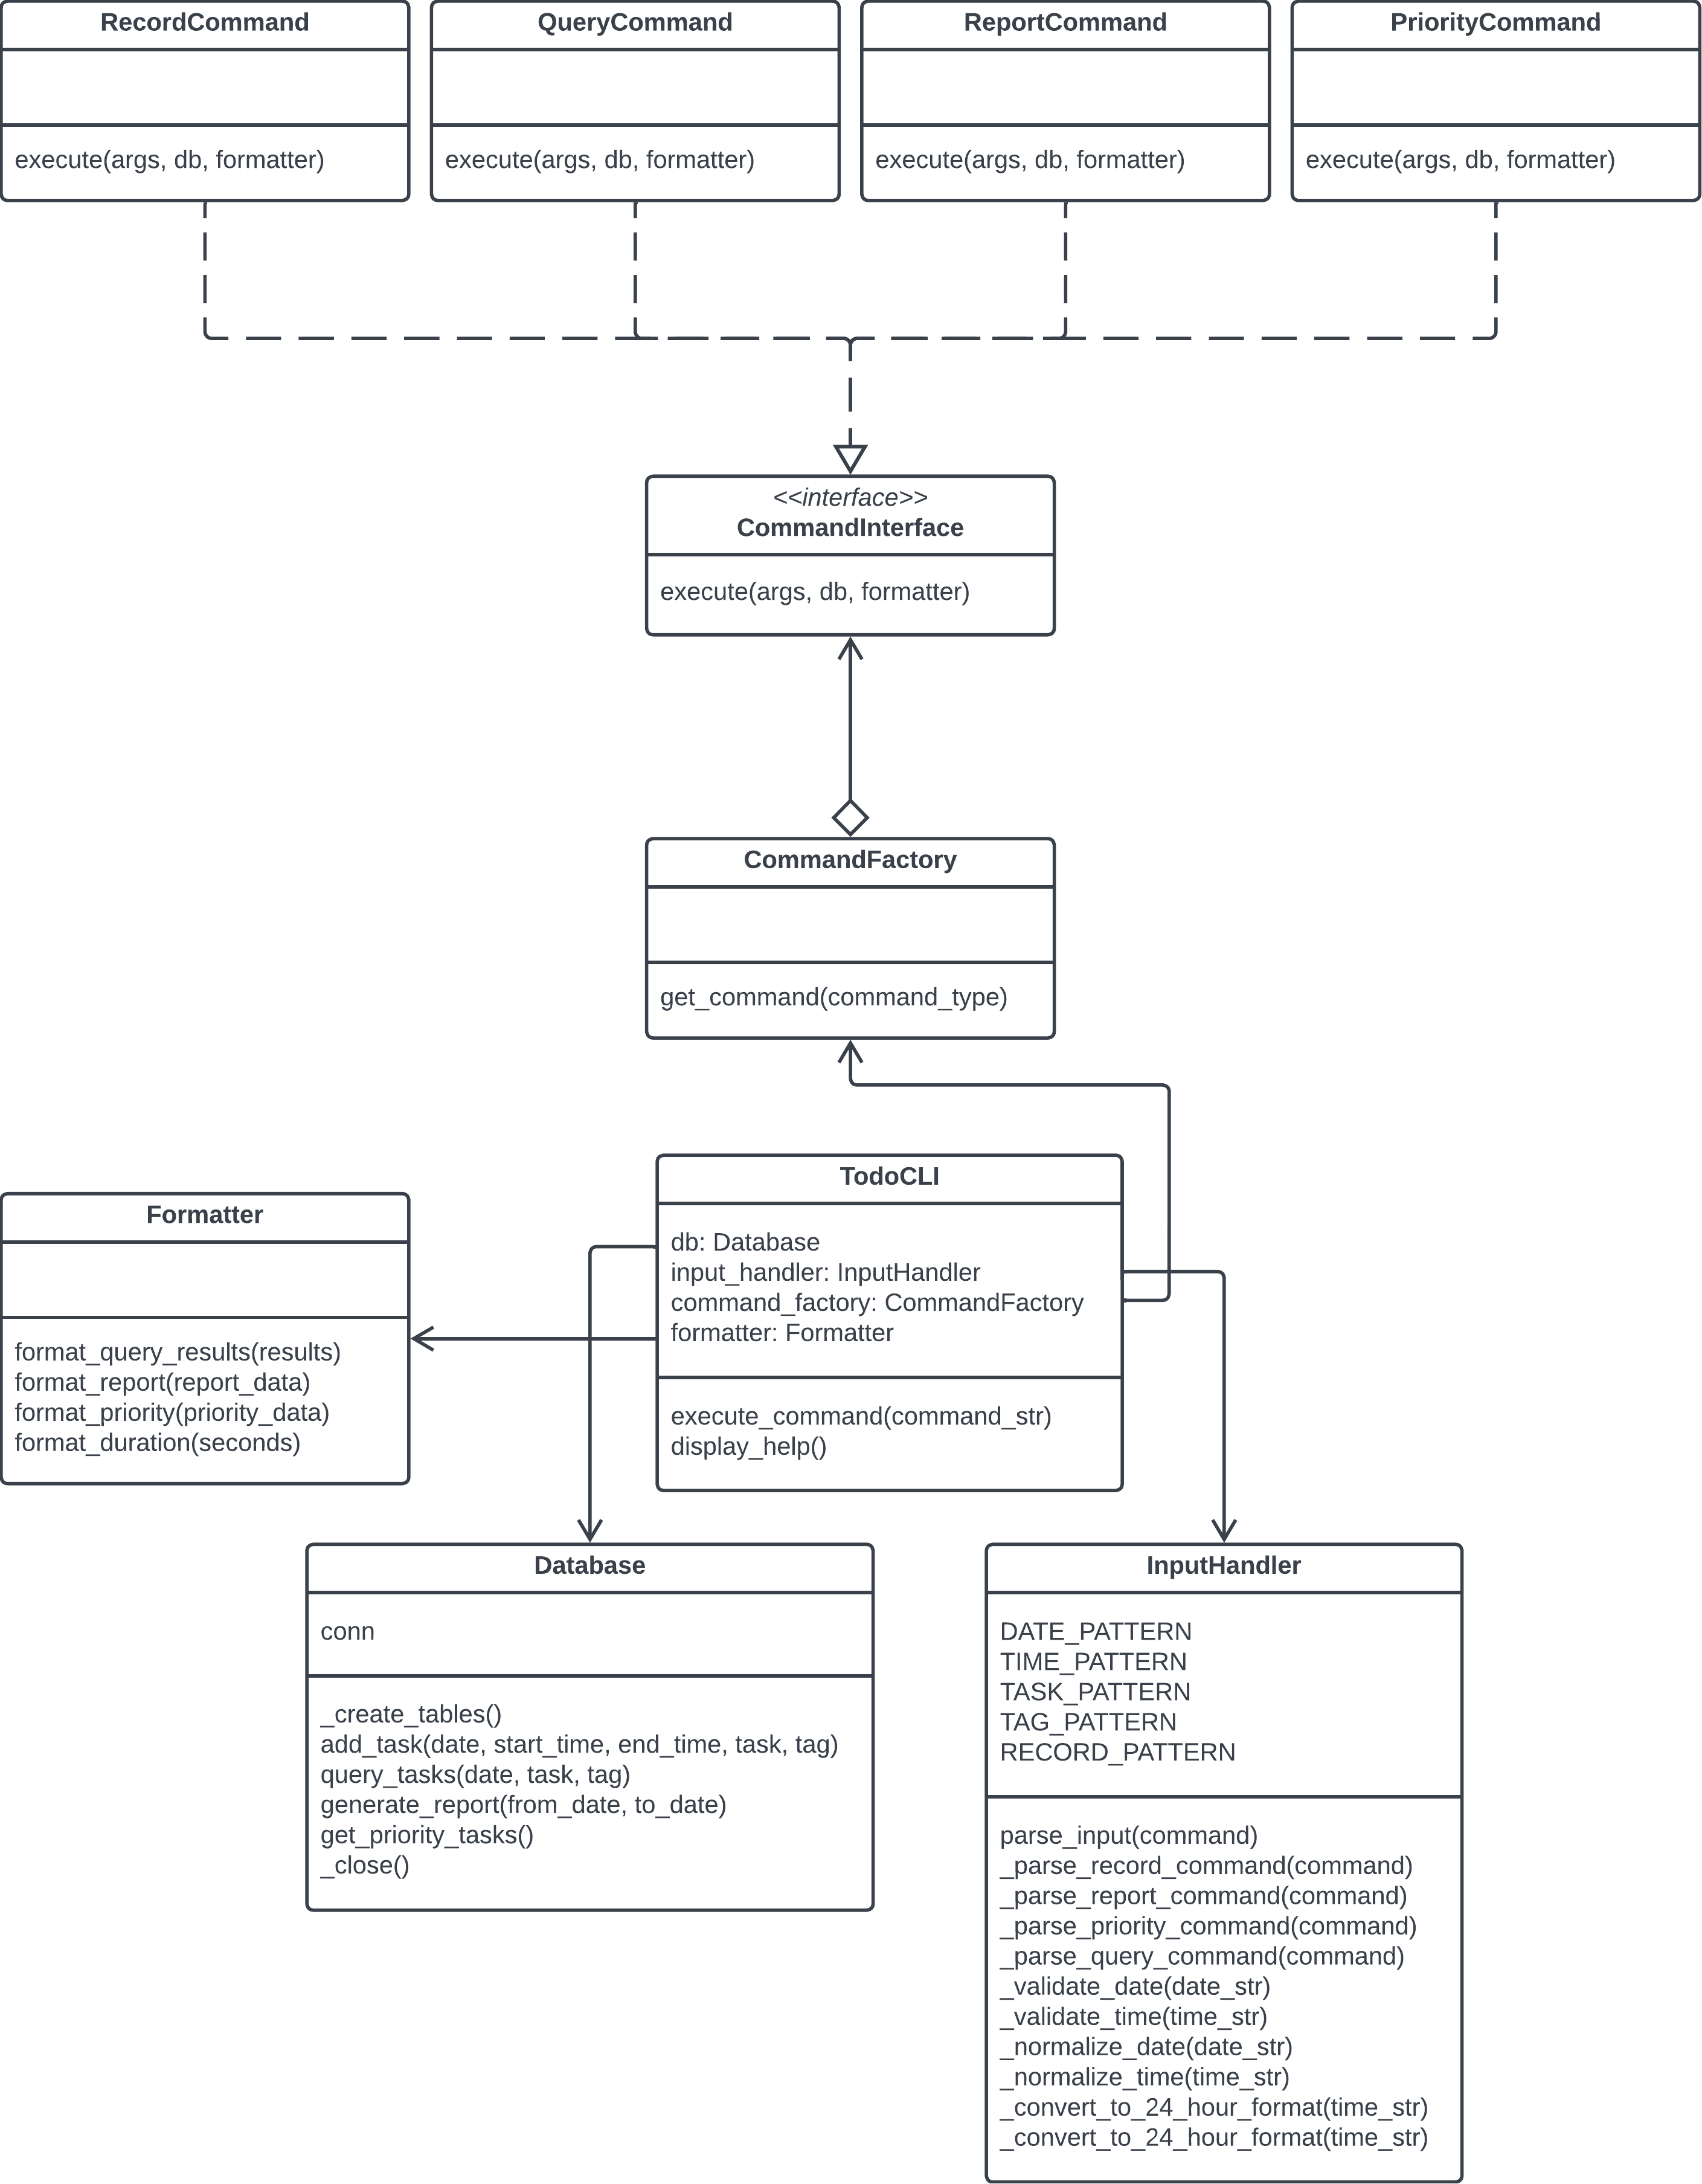 RecordCommand
execute(args, db, formatter)
QueryCommand
execute(args, db, formatter)
ReportCommand
execute(args, db, formatter)
PriorityCommand
execute(args, db, formatter)
<<interface>>
CommandInterface
execute(args, db, formatter)
CommandFactory
get_command(command_type)
TodoCLI
db: Database
input_handler: InputHandler
command_factory: CommandFactory
formatter: Formatter
execute_command(command_str)
display_help()
Formatter
format_query_results(results)
format_report(report_data)
format_priority(priority_data)
format_duration(seconds)
Database
conn
_create_tables()
add_task(date, start_time, end_time, task, tag)
query_tasks(date, task, tag)
generate_report(from_date, to_date)
get_priority_tasks()
_close()
InputHandler
DATE_PATTERN
TIME_PATTERN
TASK_PATTERN
TAG_PATTERN
RECORD_PATTERN
parse_input(command)
_parse_record_command(command)
_parse_report_command(command)
_parse_priority_command(command)
_parse_query_command(command)
_validate_date(date_str)
_validate_time(time_str)
_normalize_date(date_str)
_normalize_time(time_str)
_convert_to_24_hour_format(time_str)
_convert_to_24_hour_format(time_str)